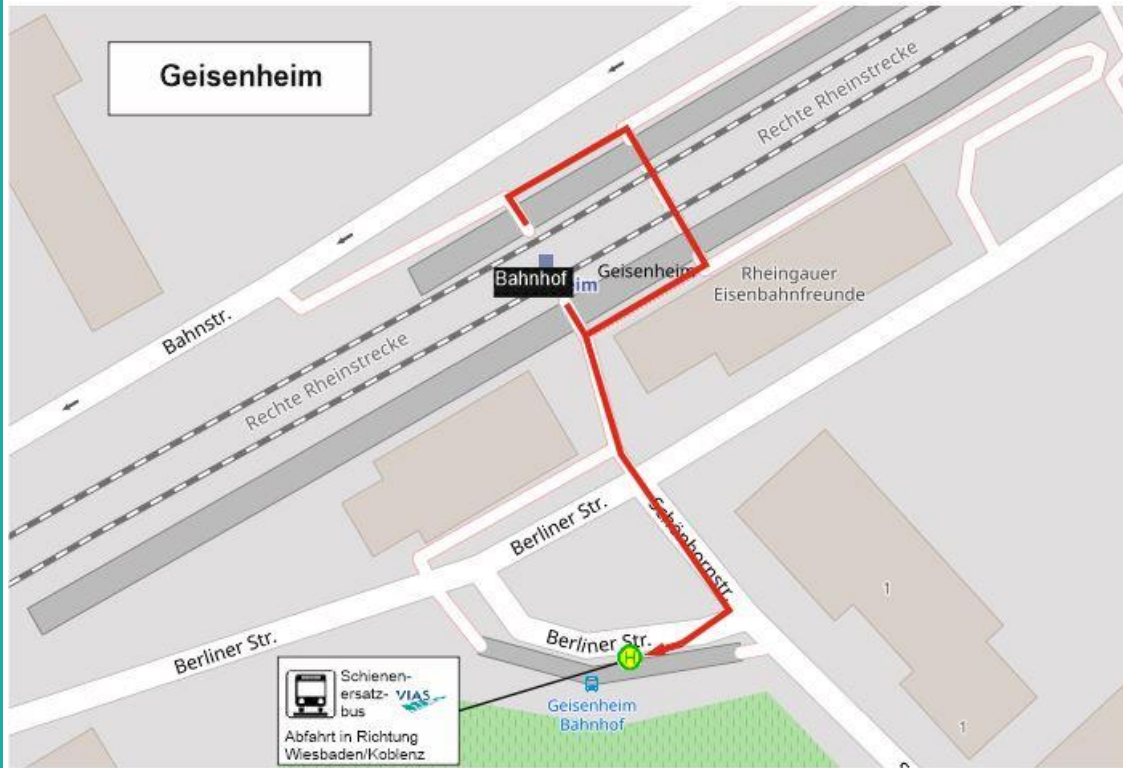 Geisenheim
Rechte Rheinstrecke
Bahnhof
im
Geisenheim
Rheingauer
Eisenbahnfreunde
Bahnstr.
Rechte Rheinstrecke
Berliner Str.
Schönbornstr.
1
Berliner Str.
Berliner Str.
H
Schienen-
ersatz-
bus
VIAS
Abfahrt in Richtung
Wiesbaden/Koblenz
Geisenheim
Bahnhof
1